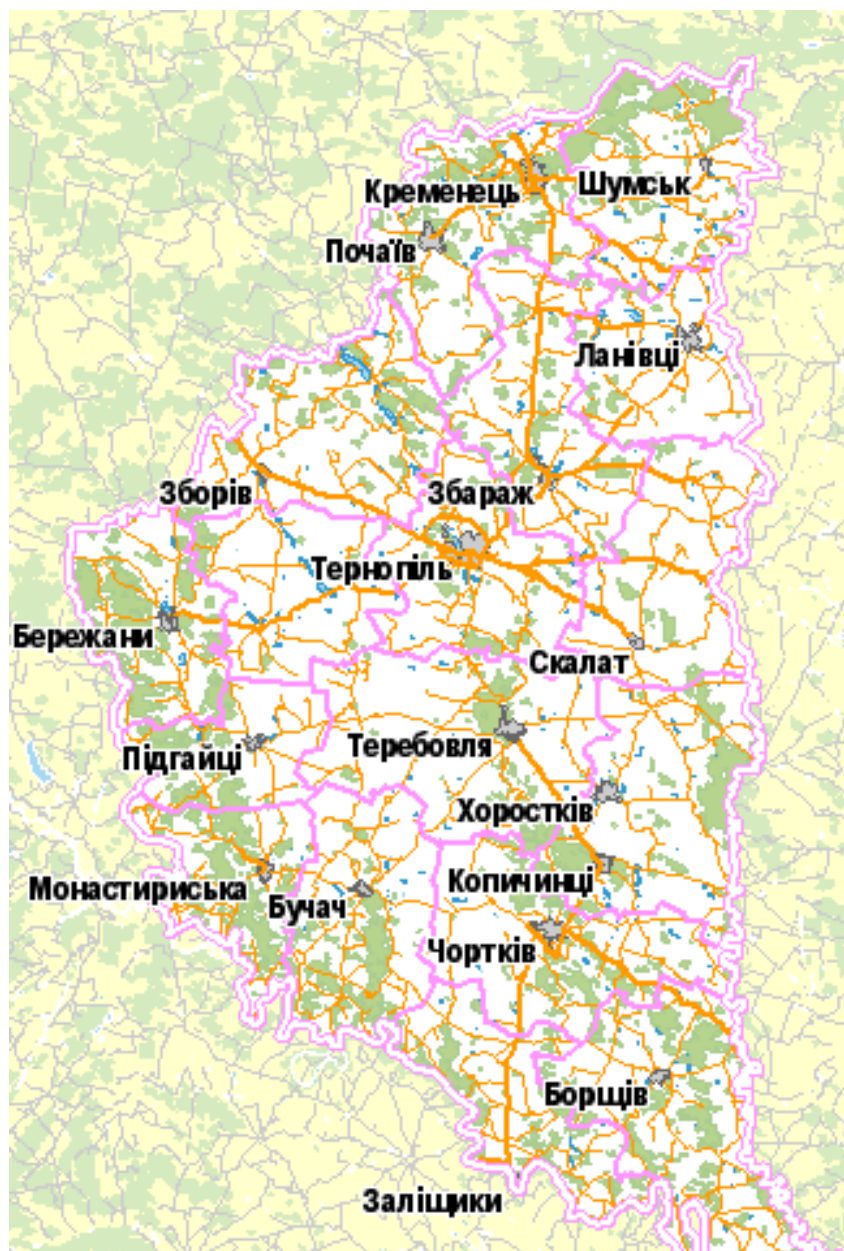 Кременець
Шумськ
Почаїв
Ланівці
Зборів
Збараж
Тернопіль
Бережани
Скалат
Теребовля
Підгайці
Хоростків
Монастириська
Копичинці
Бучач
Чортків
Борщів
Заліщики